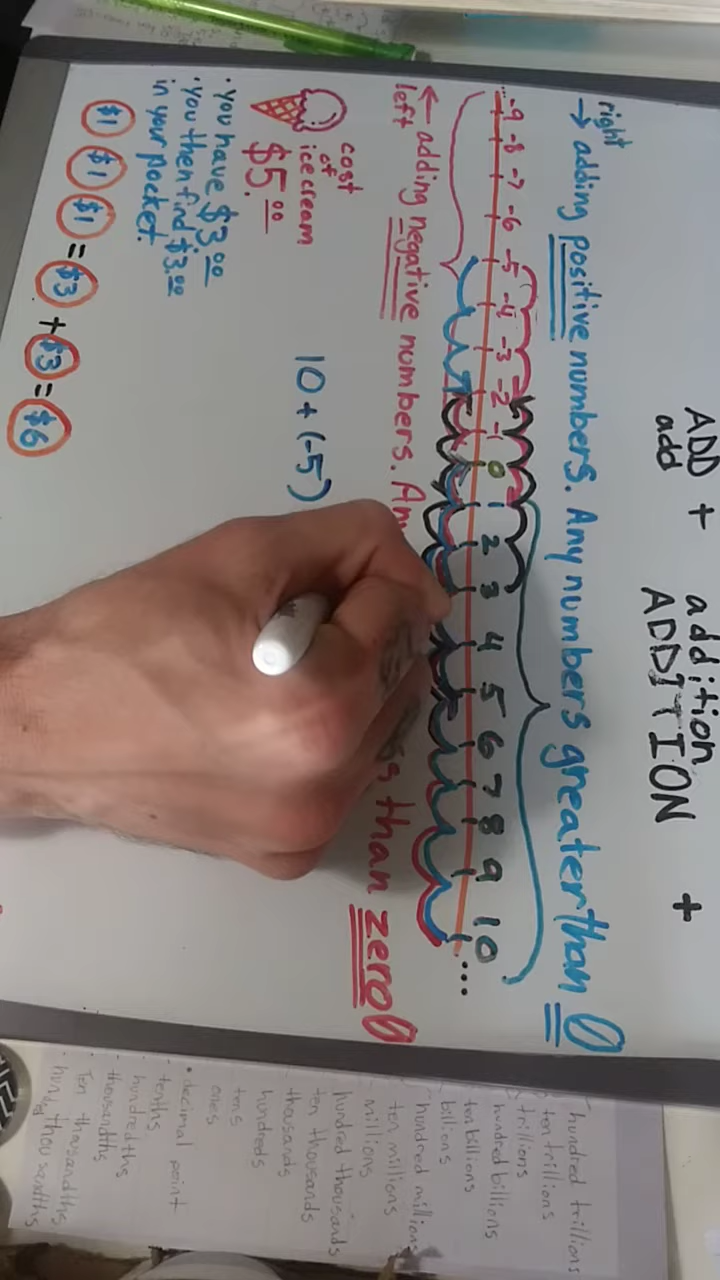 ADD + addition +
add ADDITION
right
→ adding positive numbers. Any numbers greater than 0
-9 -8 -7 -6 -5 -4 -3 -2 -1 0 1 2 3 4 5 6 7 8 9 10 ...
← adding negative numbers. than zero 0
left
cost
of
ice cream
$5.00
10 + (-5)
• you have $3.00
• you then find $3.00
in your pocket.
$1 $1 $1 = $3 + $3 = $6
hundred trillions
ten trillions
trillions
hundred billions
ten billions
billions
hundred millions
ten millions
millions
hundred thousands
ten thousands
thousands
hundreds
tens
ones
• decimal point
tenths
hundredths
thousandths
Ten thousandths
hundred thousandths